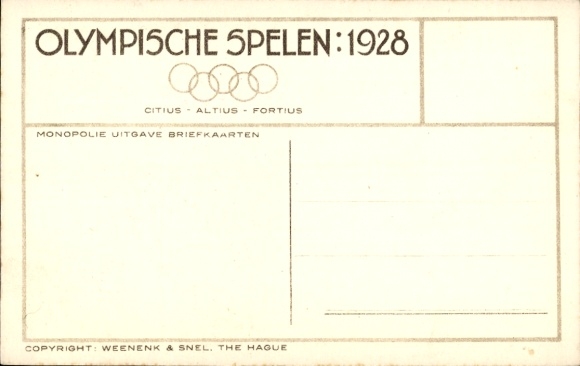 OLYMPISCHE SPELEN: 1928
CITIUS - ALTIUS - FORTIUS
MONOPOLIE UITGAVE BRIEFKAARTEN
COPYRIGHT: WEENENK & SNEL. THE HAGUE